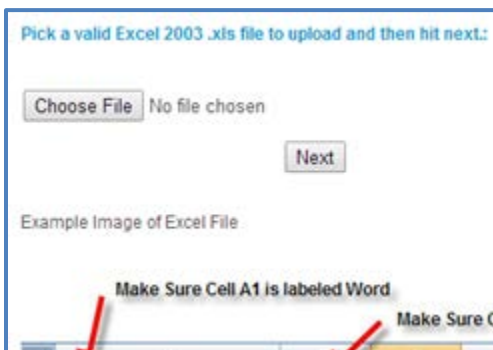 Pick a valid Excel 2003 .xls file to upload and then hit next.:
Choose File No file chosen
Next
Example Image of Excel File
Make Sure Cell A1 is labeled Word
Make Sure